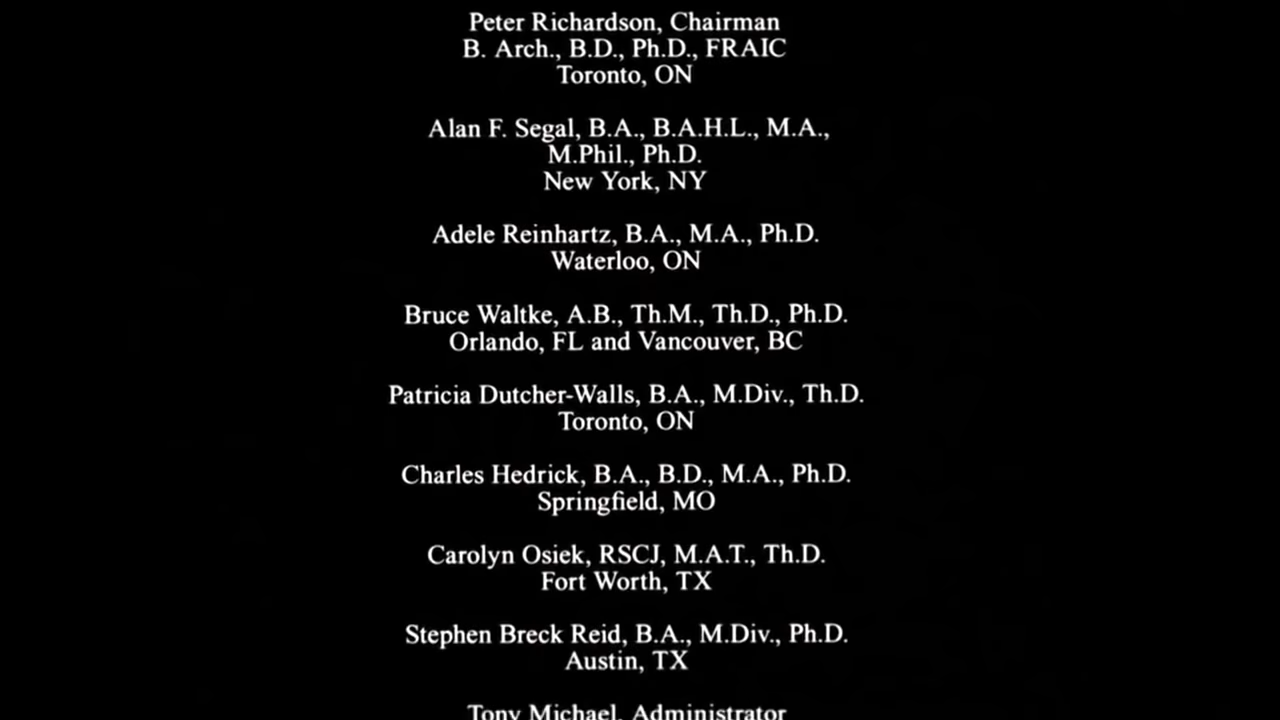 Peter Richardson, Chairman
B. Arch., B.D., Ph.D., FRAIC
Toronto, ON
Alan F. Segal, B.A., B.A.H.L., M.A.,
M.Phil., Ph.D.
New York, NY
Adele Reinhartz, B.A., M.A., Ph.D.
Waterloo, ON
Bruce Waltke, A.B., Th.M., Th.D., Ph.D.
Orlando, FL and Vancouver, BC
Patricia Dutcher-Walls, B.A., M.Div., Th.D.
Toronto, ON
Charles Hedrick, B.A., B.D., M.A., Ph.D.
Springfield, MO
Carolyn Osiek, RSCJ, M.A.T., Th.D.
Fort Worth, TX
Stephen Breck Reid, B.A., M.Div., Ph.D.
Austin, TX
Tony Michael, Administrator